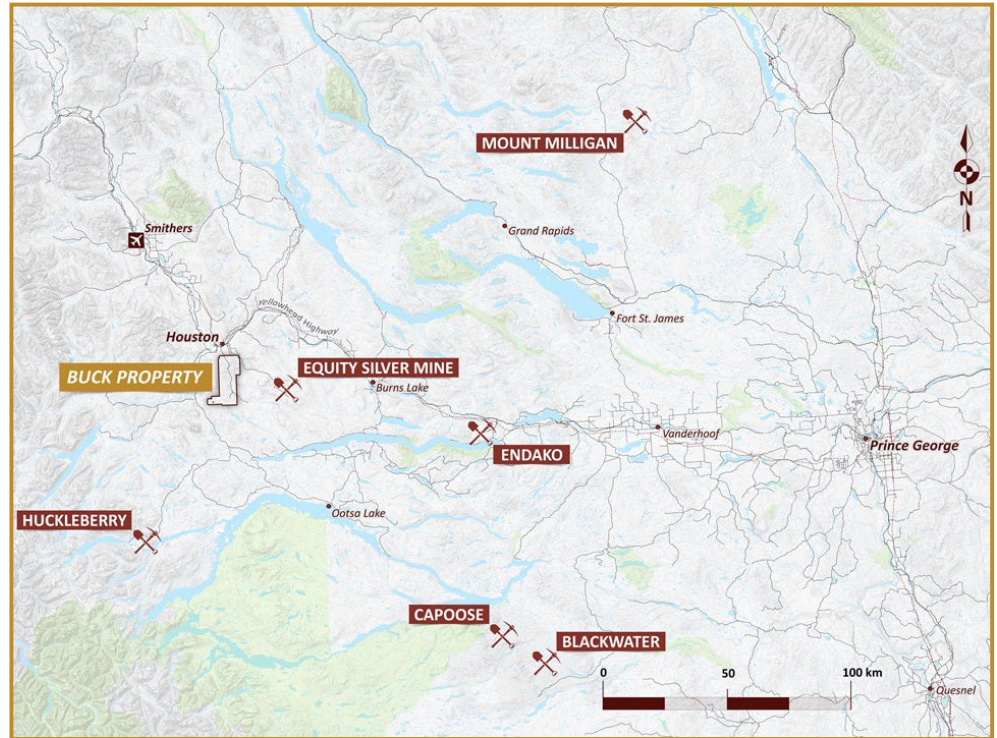 MOUNT MILLIGAN
N
Smithers
Grand Rapids
Fort St. James
Yellowhead Highway
Houston
BUCK PROPERTY
EQUITY SILVER MINE
Burns Lake
ENDAKO
Vanderhoof
Prince George
HUCKLEBERRY
Ootsa Lake
CAPOOSE
BLACKWATER
0 50 100 km
Quesnel